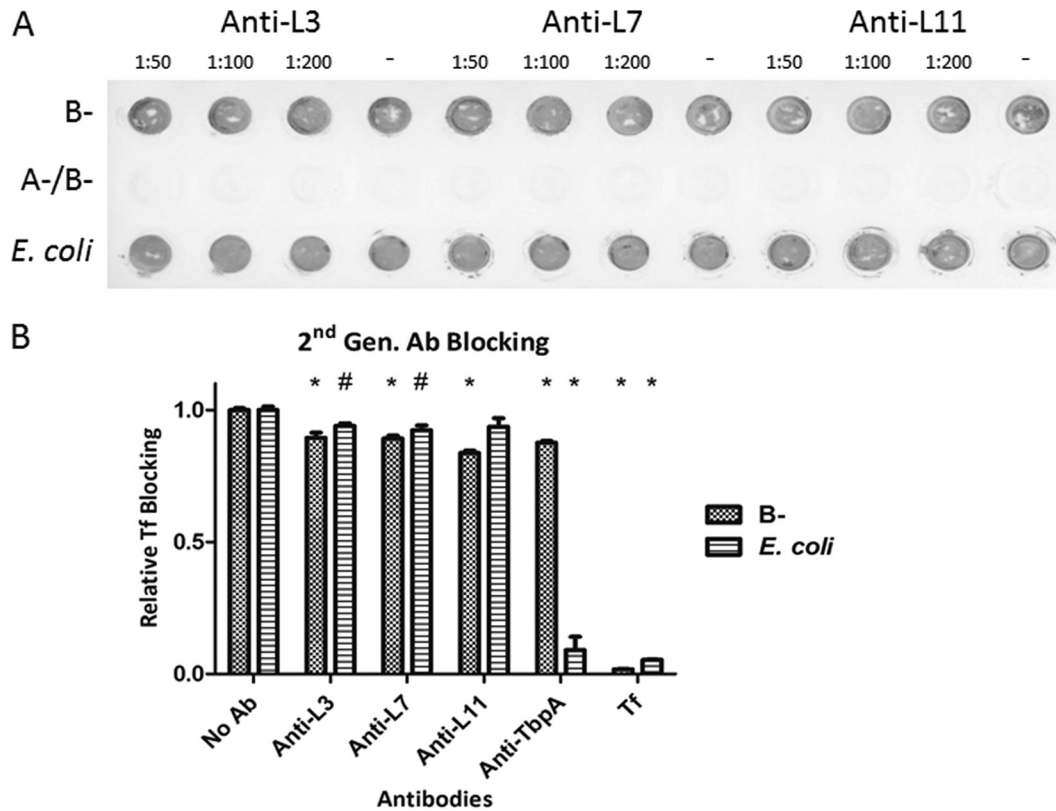 A
Anti-L3 Anti-L7 Anti-L11
1:50 1:100 1:200 - 1:50 1:100 1:200 - 1:50 1:100 1:200 -
B-
A-/B-
E. coli
B
2nd Gen. Ab Blocking
* # * # * * * * *
1.0
0.5
0.0
Relative Tf Blocking
B-
E. coli
No Ab Anti-L3 Anti-L7 Anti-L11 Anti-TbpA Tf
Antibodies